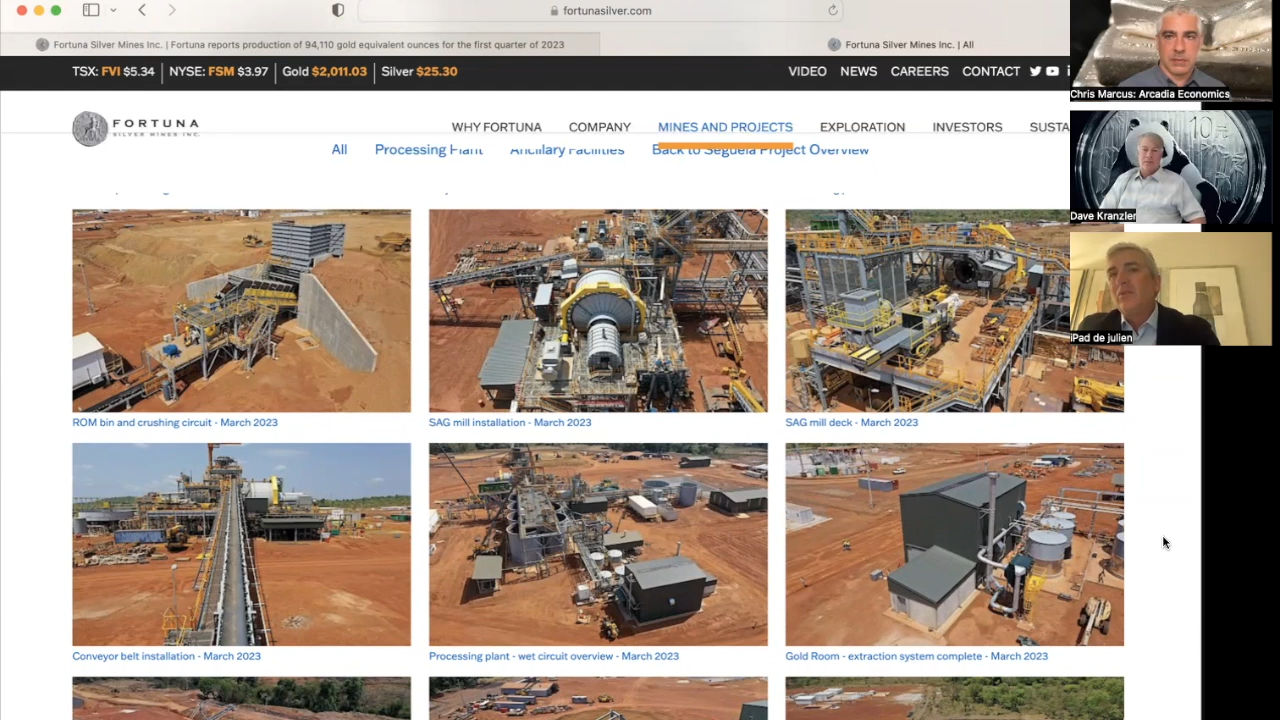 fortunasilver.com
Fortuna Silver Mines Inc. | Fortuna reports production of 94,110 gold equivalent ounces for the first quarter of 2023
Fortuna Silver Mines Inc. | All
TSX: FVI $5.34 NYSE: FSM $3.97 Gold $2,011.03 Silver $25.30
VIDEO NEWS CAREERS CONTACT
FORTUNA
SILVER MINES INC.
WHY FORTUNA COMPANY MINES AND PROJECTS EXPLORATION INVESTORS SUSTA
All Processing Plant Ancillary Facilities Back to Séguéla Project Overview
ROM bin and crushing circuit - March 2023
SAG mill installation - March 2023
SAG mill deck - March 2023
Conveyor belt installation - March 2023
Processing plant - wet circuit overview - March 2023
Gold Room - extraction system complete - March 2023
Chris Marcus: Arcadia Economics
Dave Kranzler
iPad de julien